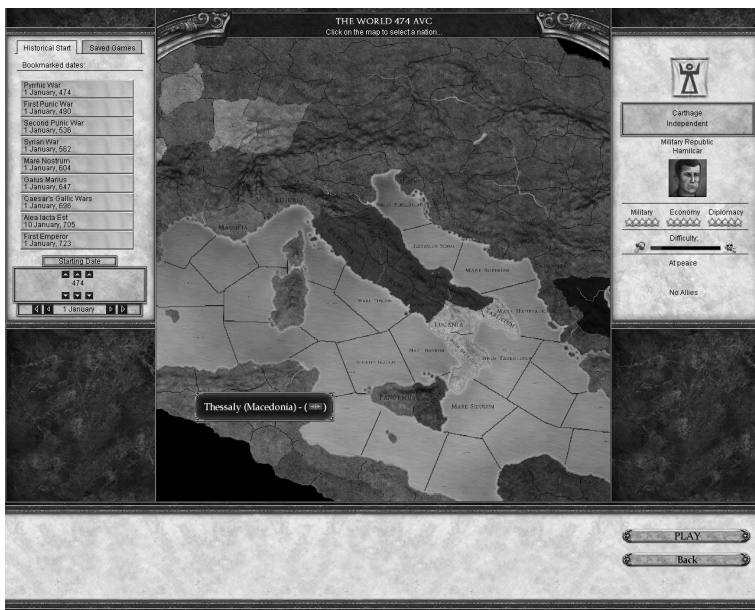 THE WORLD 474 AVC
Click on the map to select a nation...
Historical Start
Saved Games
Bookmarked dates:
Pyrrhic War
1 January, 474
First Punic War
1 January, 490
Second Punic War
1 January, 536
Syrian War
1 January, 562
Mare Nostrum
1 January, 604
Gaius Marius
1 January, 647
Caesar's Gallic Wars
1 January, 696
Alea Iacta Est
10 January, 705
First Emperor
1 January, 723
Starting Date
474
1 January
MARE SUPERIUM
LUCANIA
TARENTUM
PANORMUS
MARE SICULUM
Thessaly (Macedonia) - ( )
Carthage
Independent
Military Republic
Hamilcar
Military
Economy
Diplomacy
Difficulty:
At peace
No Allies
PLAY
Back